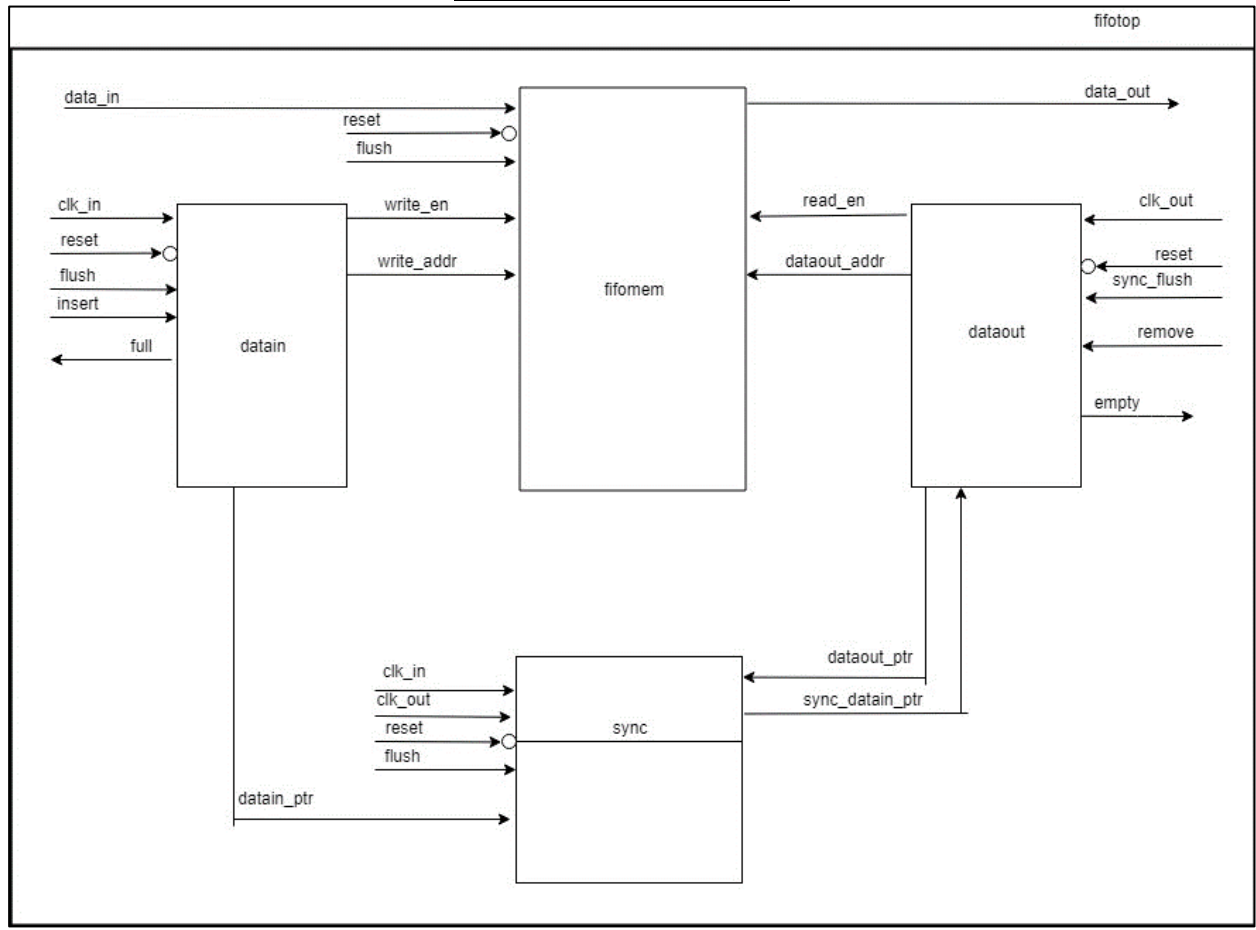 fifotop
data_in
data_out
reset
flush
clk_in
write_en
read_en
clk_out
reset
reset
flush
write_addr
dataout_addr
sync_flush
insert
fifomem
full
datain
dataout
remove
empty
dataout_ptr
clk_in
clk_out
sync_datain_ptr
reset
sync
flush
datain_ptr